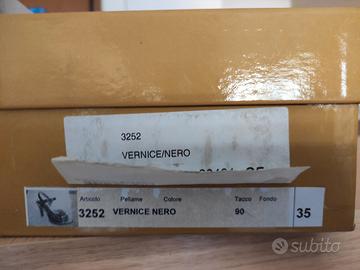 3252
VERNICE/NERO
Articolo Pellame Colore Tacco Fondo
3252 VERNICE NERO 90 35
subito